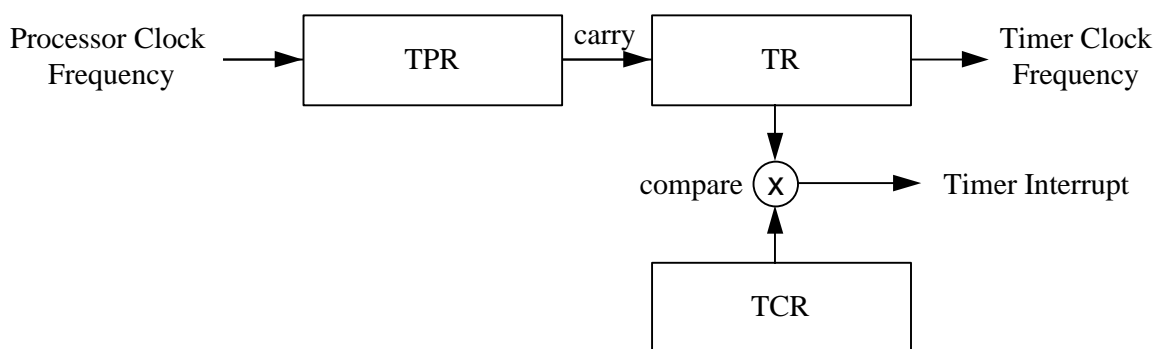 Processor Clock
Frequency
TPR
carry
TR
Timer Clock
Frequency
compare
X
Timer Interrupt
TCR